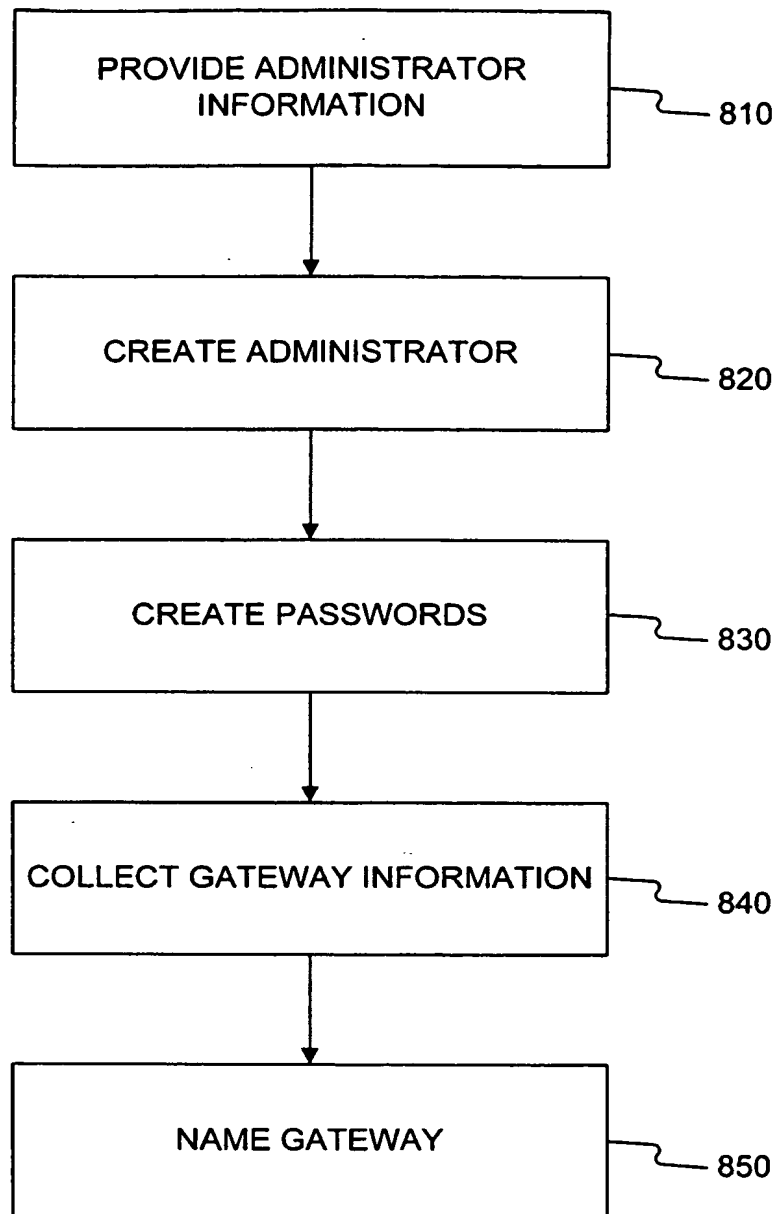 PROVIDE ADMINISTRATOR
INFORMATION
810
CREATE ADMINISTRATOR
820
CREATE PASSWORDS
830
COLLECT GATEWAY INFORMATION
840
NAME GATEWAY
850